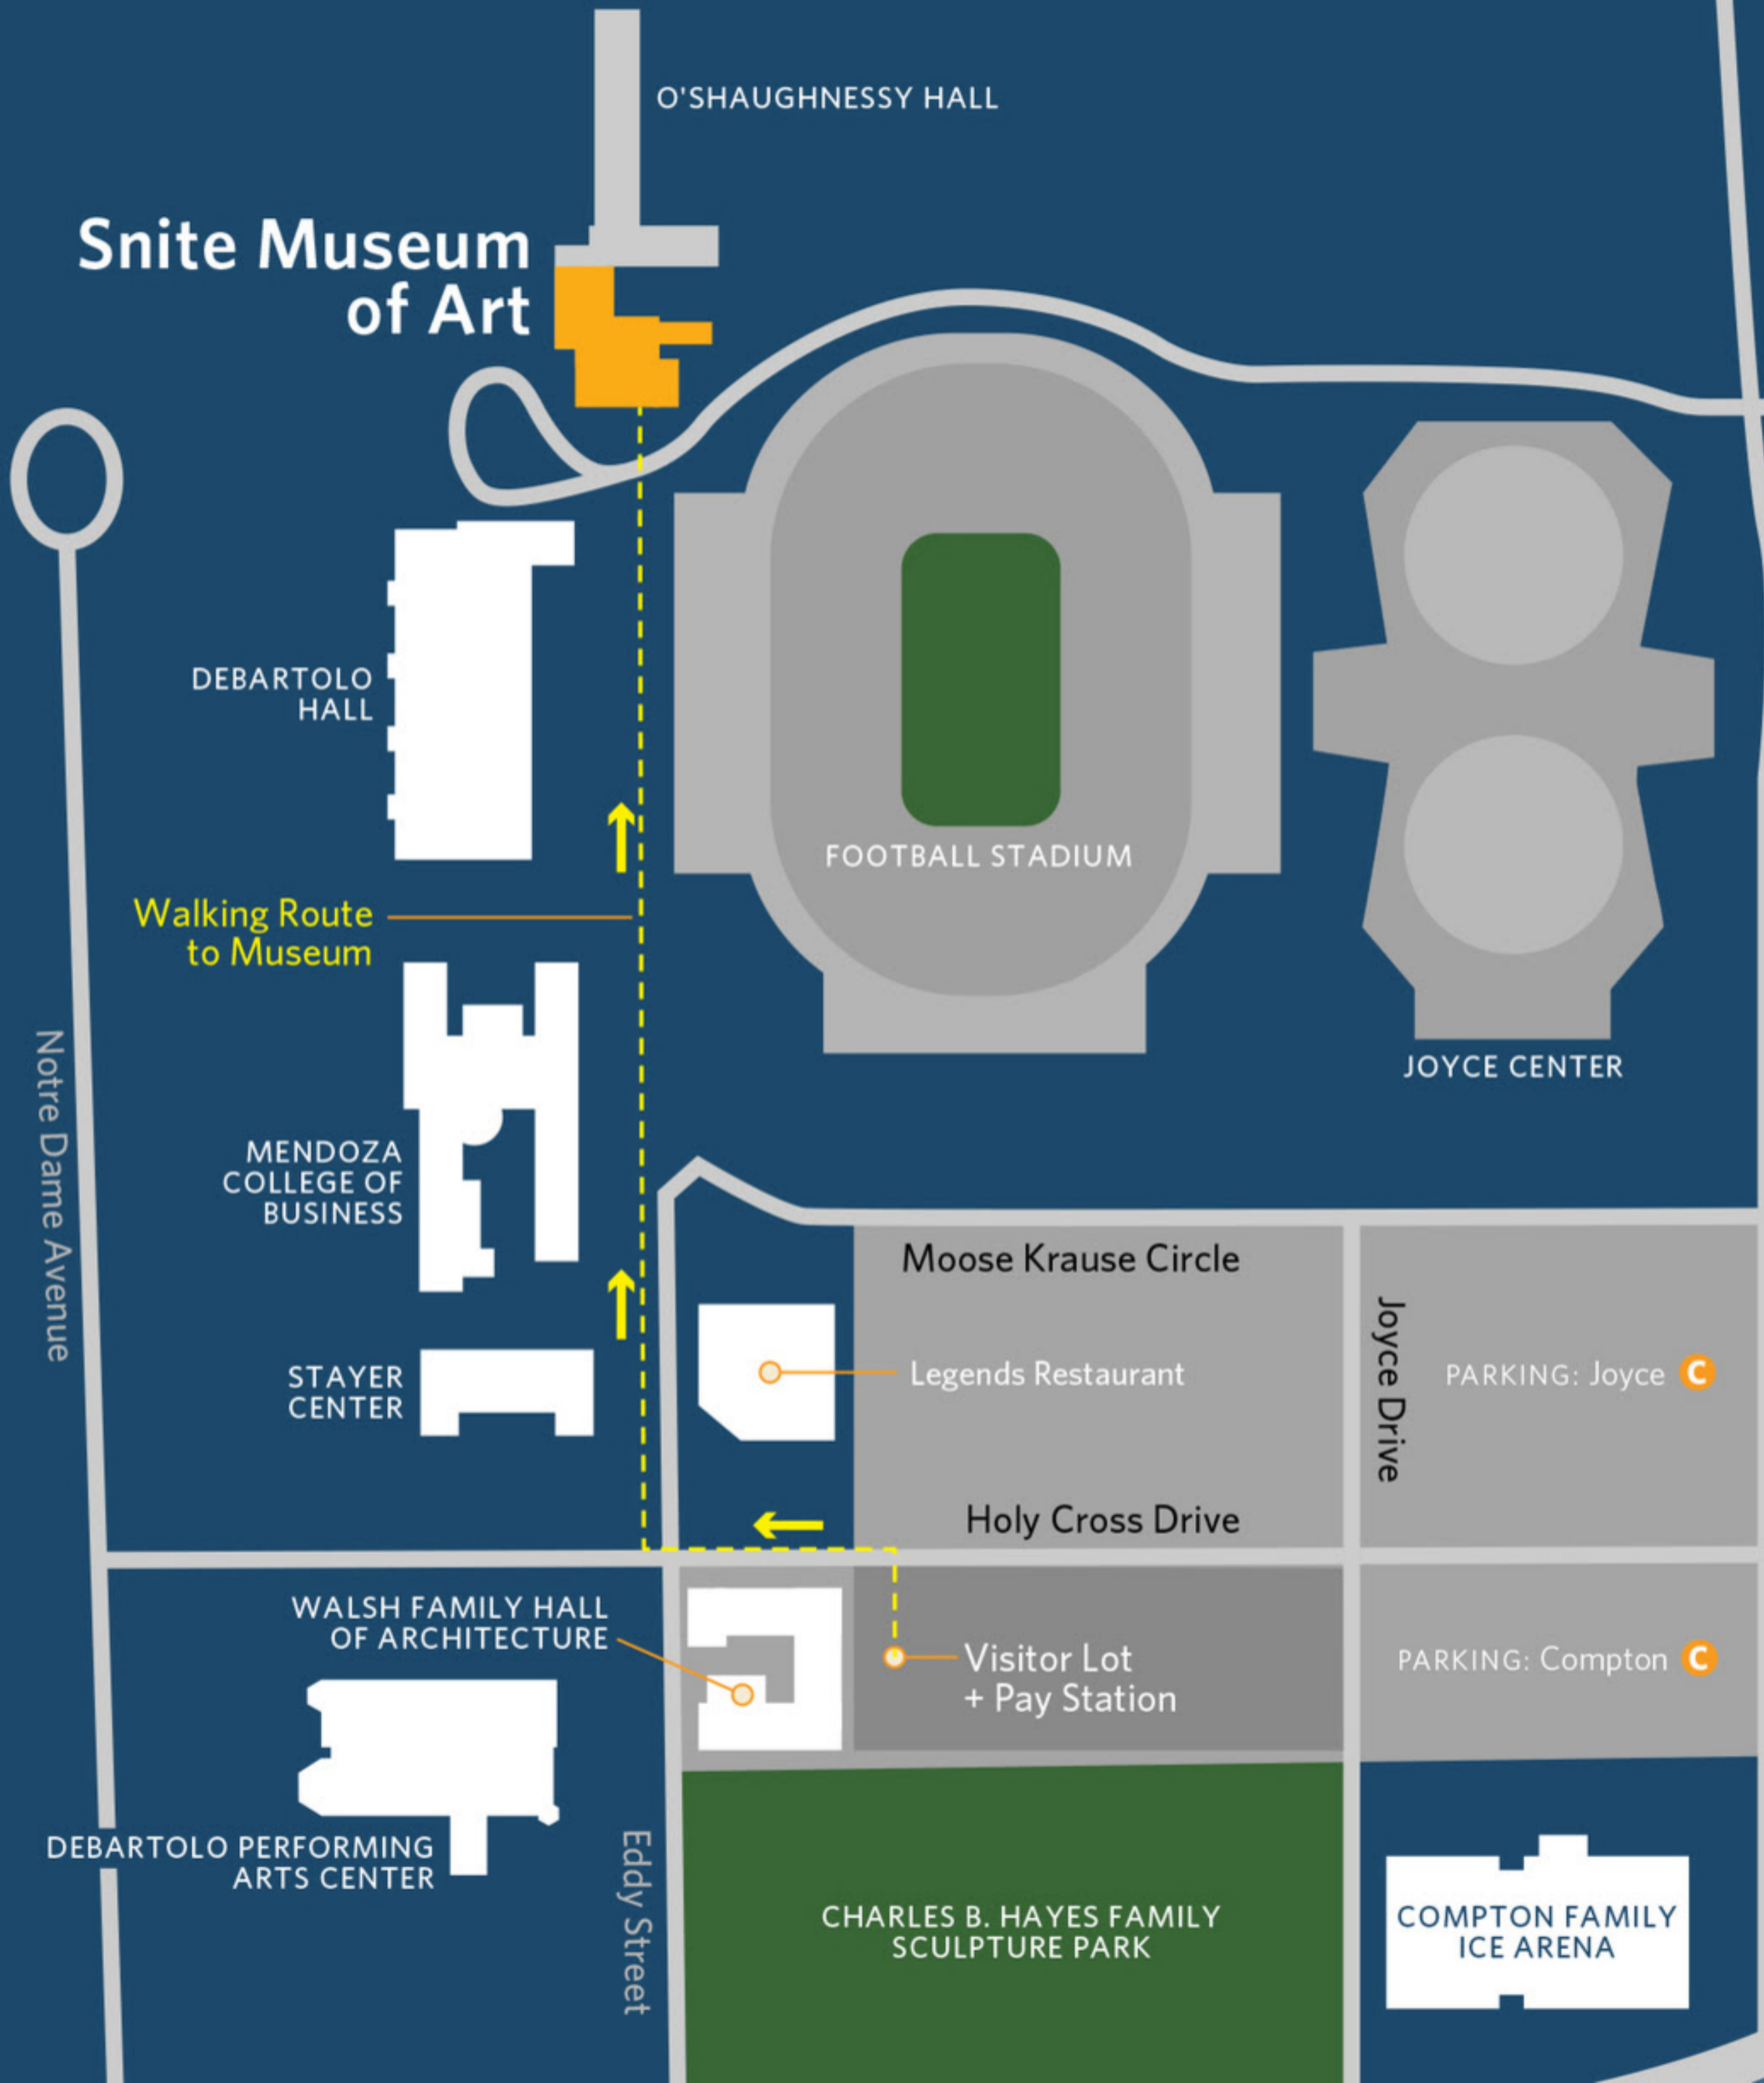 O'SHAUGHNESSY HALL
Snite Museum
of Art
DEBARTOLO
HALL
FOOTBALL STADIUM
Walking Route
to Museum
JOYCE CENTER
Notre Dame Avenue
MENDOZA
COLLEGE OF
BUSINESS
Moose Krause Circle
Joyce Drive
Legends Restaurant
PARKING: Joyce C
STAYER
CENTER
Holy Cross Drive
WALSH FAMILY HALL
OF ARCHITECTURE
Visitor Lot
+ Pay Station
PARKING: Compton C
DEBARTOLO PERFORMING
ARTS CENTER
Eddy Street
CHARLES B. HAYES FAMILY
SCULPTURE PARK
COMPTON FAMILY
ICE ARENA